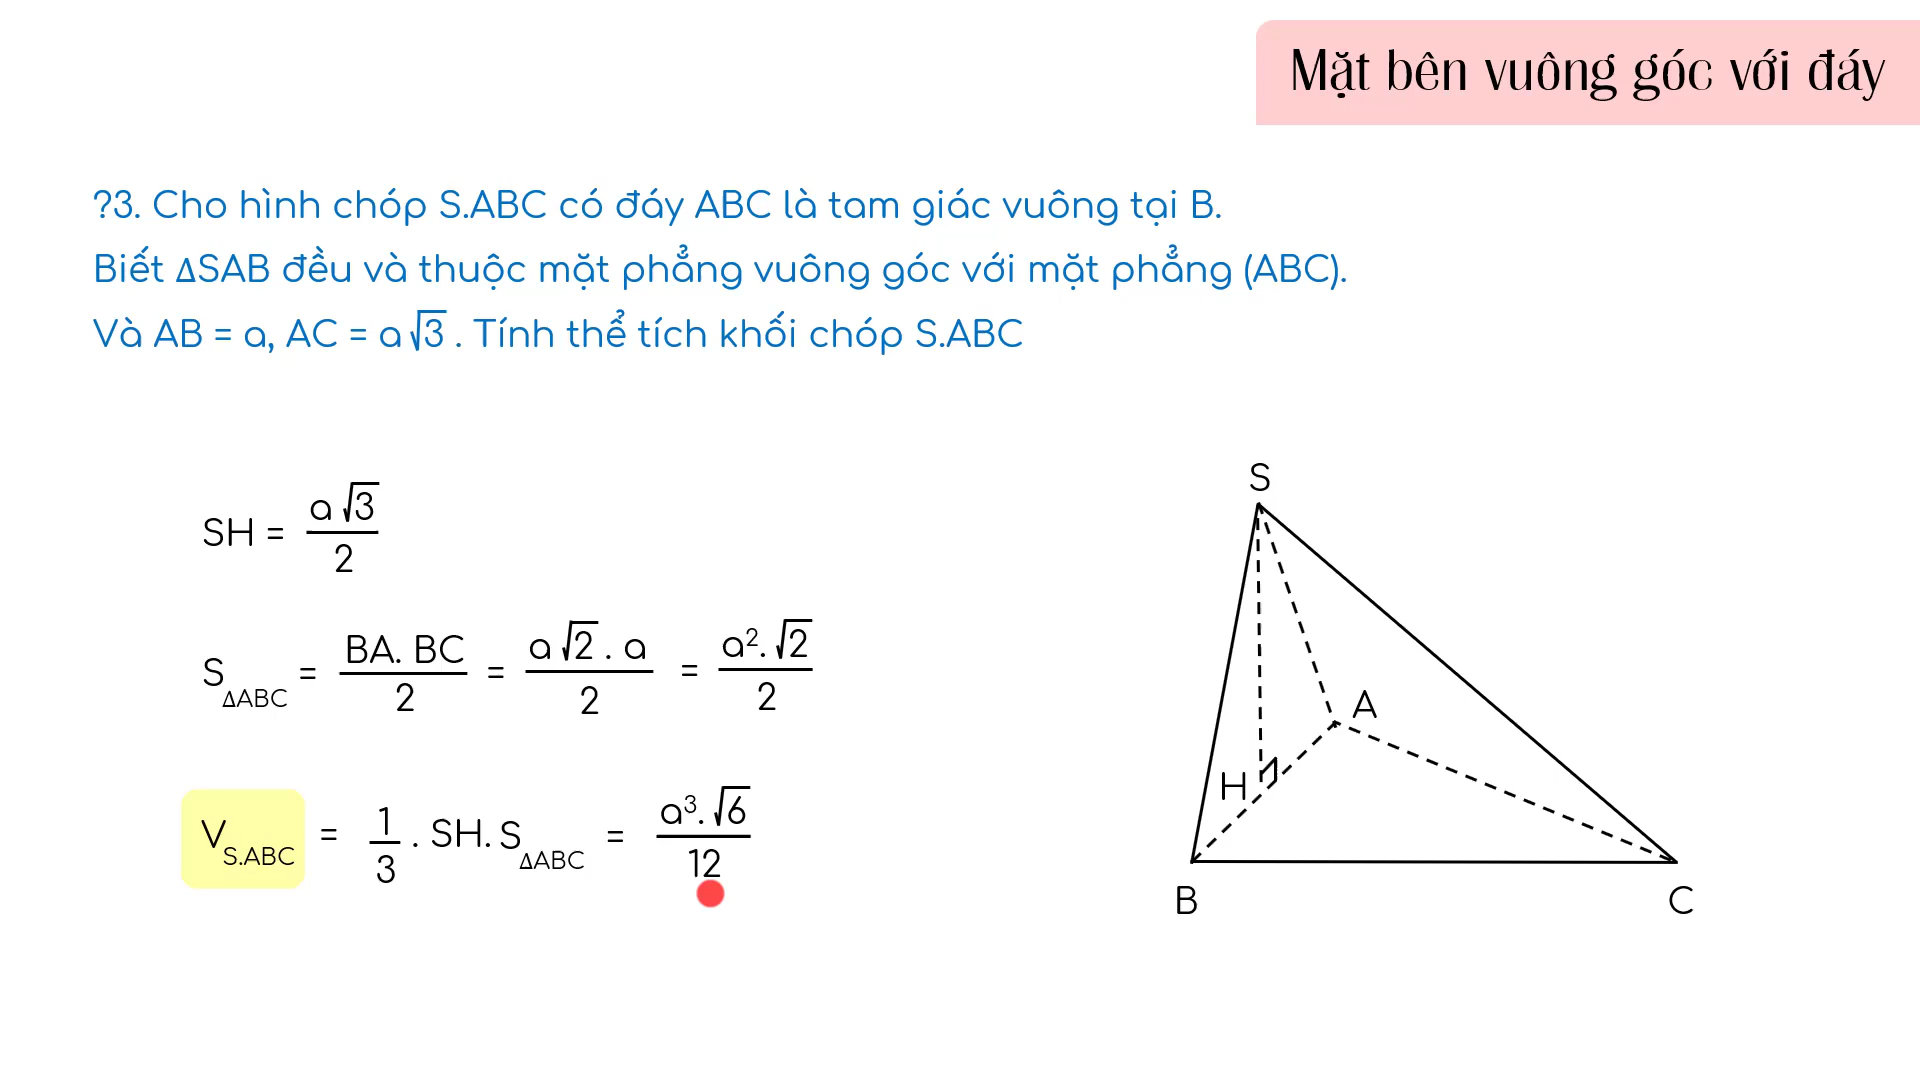 Mặt bên vuông góc với đáy
?3. Cho hình chóp S.ABC có đáy ABC là tam giác vuông tại B.
Biết ΔSAB đều và thuộc mặt phẳng vuông góc với mặt phẳng (ABC).
Và AB = a, AC = a√3 . Tính thể tích khối chóp S.ABC
SH = a√3 / 2
S ΔABC = BA. BC / 2 = a√2 . a / 2 = a². √2 / 2
V S.ABC = 1 / 3 . SH. S ΔABC = a³. √6 / 12
S
A
H
B
C